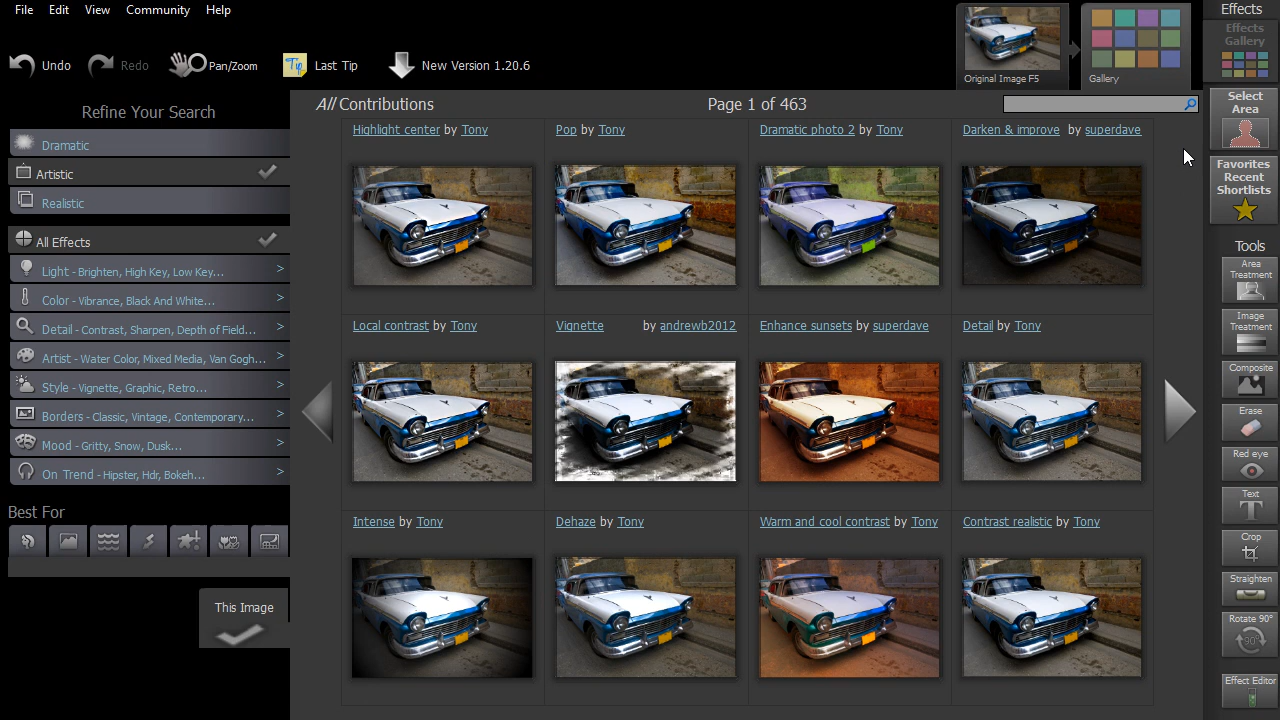 File Edit View Community Help
Undo Redo Pan/Zoom Tip Last Tip New Version 1.20.6
Original Image F5
Gallery
Effects
Effects
Gallery
Select
Area
Favorites
Recent
Shortlists
Tools
Area
Treatment
Image
Treatment
Composite
Erase
Red eye
Text
T
Crop
Straighten
Rotate 90°
90°
Effect Editor
Refine Your Search
Dramatic
Artistic
Realistic
All Effects
Light - Brighten, High Key, Low Key... >
Color - Vibrance, Black And White... >
Detail - Contrast, Sharpen, Depth of Field... >
Artist - Water Color, Mixed Media, Van Gogh... >
Style - Vignette, Graphic, Retro... >
Borders - Classic, Vintage, Contemporary... >
Mood - Gritty, Snow, Dusk... >
On Trend - Hipster, Hdr, Bokeh... >
Best For
This Image
All Contributions
Page 1 of 463
Highlight center by Tony
Pop by Tony
Dramatic photo 2 by Tony
Darken & improve by superdave
Local contrast by Tony
Vignette by andrewb2012
Enhance sunsets by superdave
Detail by Tony
Intense by Tony
Dehaze by Tony
Warm and cool contrast by Tony
Contrast realistic by Tony